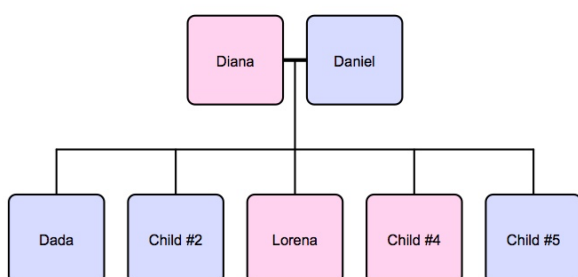 Diana
Daniel
Dada
Child #2
Lorena
Child #4
Child #5